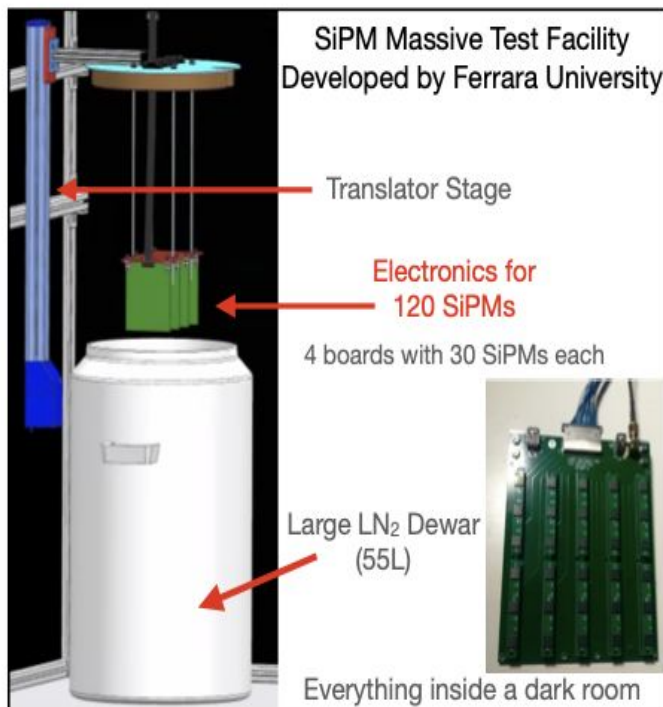 SiPM Massive Test Facility
Developed by Ferrara University
Translator Stage
Electronics for
120 SiPMs
4 boards with 30 SiPMs each
Large LN₂ Dewar
(55L)
Everything inside a dark room